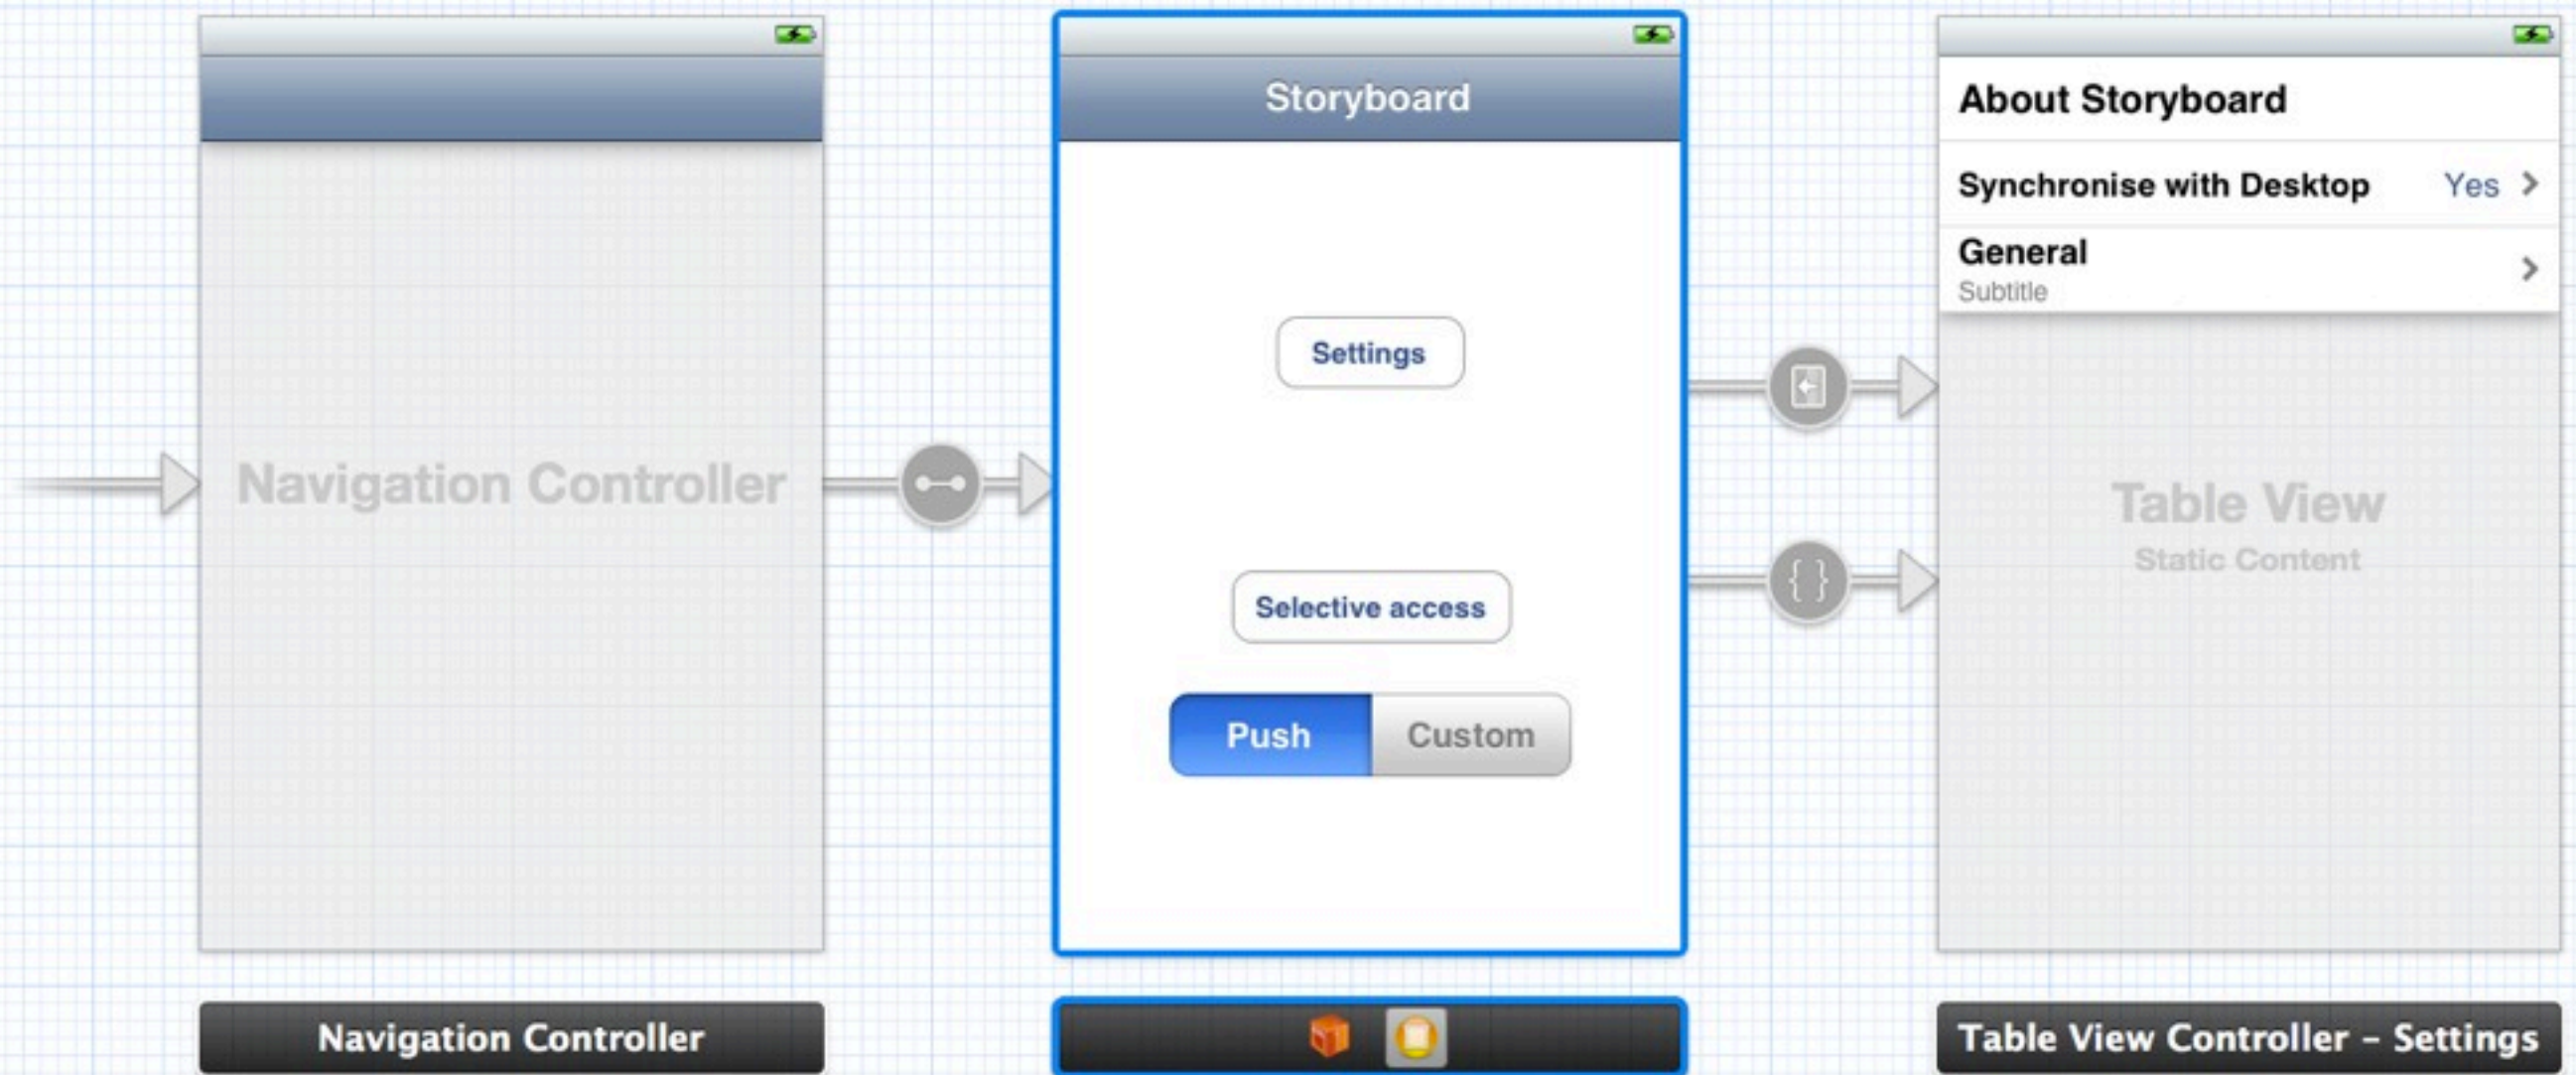 Navigation Controller
Navigation Controller
Storyboard
Settings
Selective access
Push
Custom
About Storyboard
Synchronise with Desktop Yes
General
Subtitle
Table View
Static Content
Table View Controller – Settings